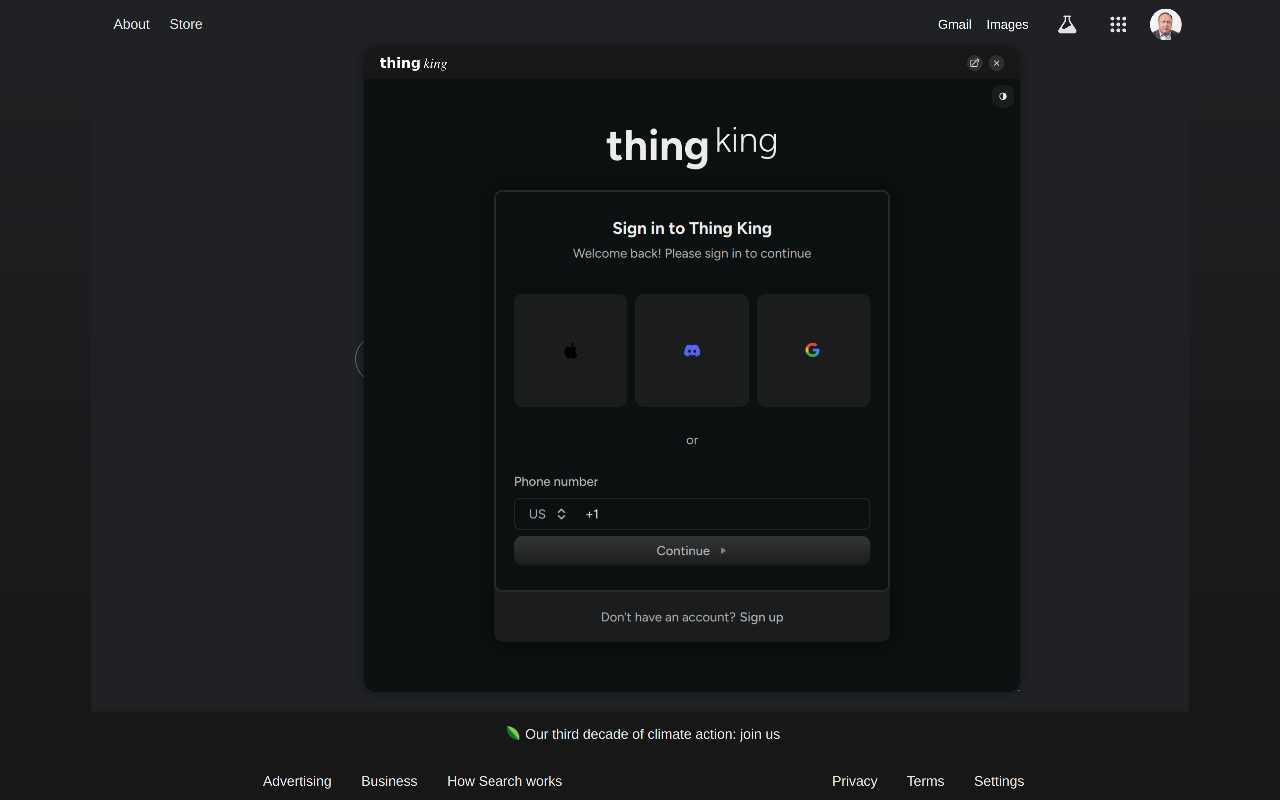 About Store Gmail Images
thing king
thing king
Sign in to Thing King
Welcome back! Please sign in to continue
or
Phone number
US +1
Continue
Don't have an account? Sign up
Our third decade of climate action: join us
Advertising Business How Search works Privacy Terms Settings